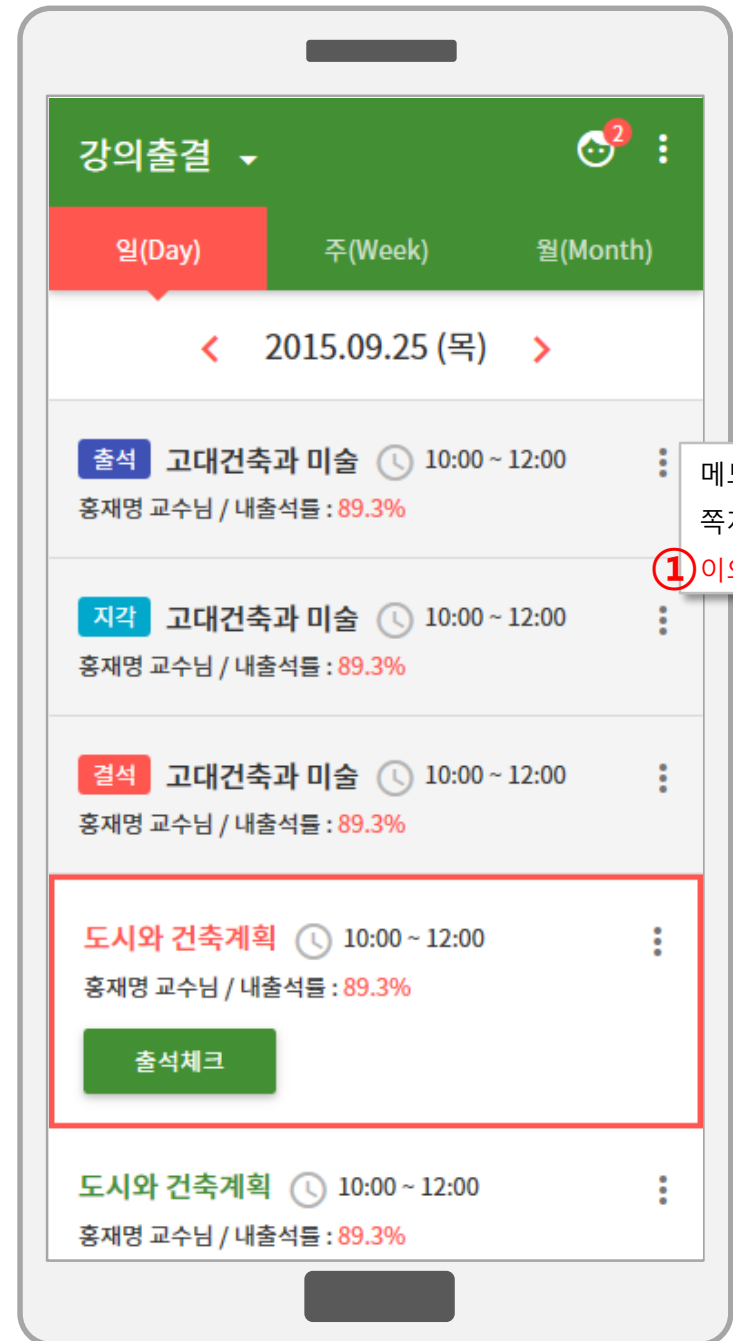 강의출결
2
일(Day) 주(Week) 월(Month)
< 2015.09.25 (목) >
출석 고대건축과 미술 10:00 ~ 12:00
홍재명 교수님 / 내출석틀 : 89.3%
①
지각 고대건축과 미술 10:00 ~ 12:00
홍재명 교수님 / 내출석틀 : 89.3%
결석 고대건축과 미술 10:00 ~ 12:00
홍재명 교수님 / 내출석틀 : 89.3%
도시와 건축계획 10:00 ~ 12:00
홍재명 교수님 / 내출석틀 : 89.3%
출석체크
도시와 건축계획 10:00 ~ 12:00
홍재명 교수님 / 내출석틀 : 89.3%